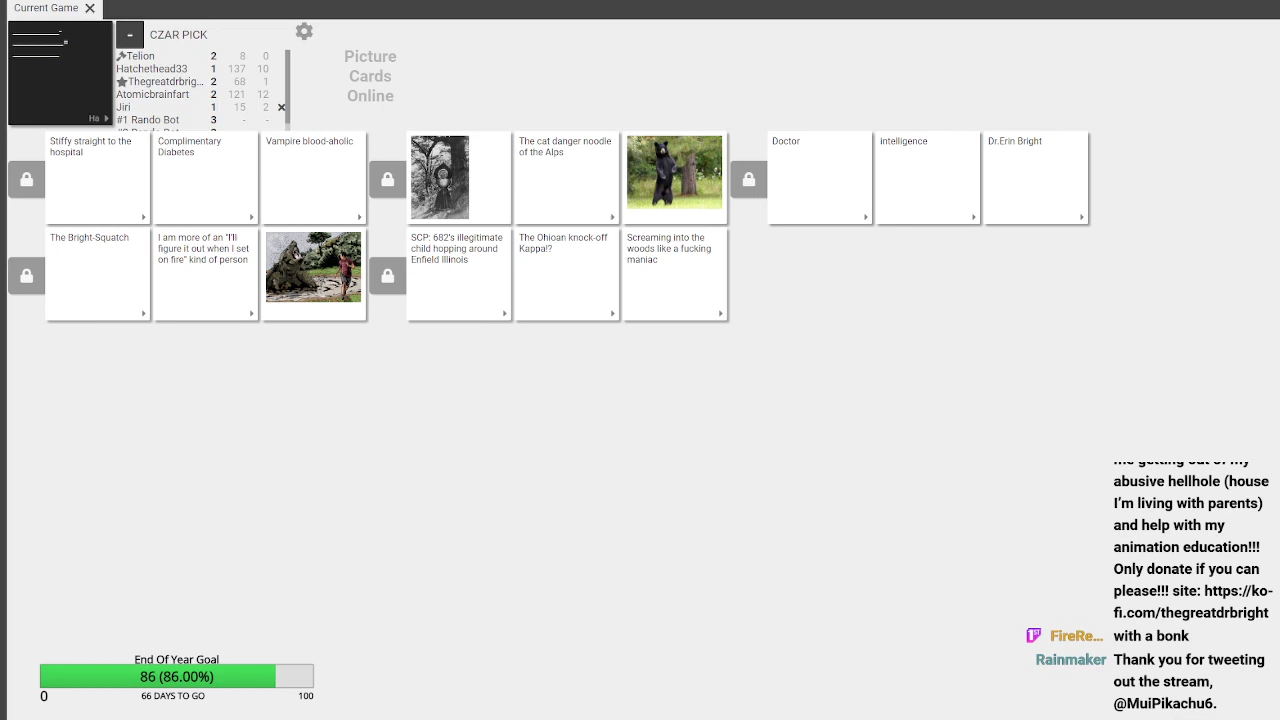 Current Game
CZAR PICK
Telion 2 8 0
Hatchethead33 1 137 10
Thegreatdrbrig... 2 68 1
Atomicbrainfart 2 121 12
Jiri 1 15 2
#1 Rando Bot 3 - -
Ha
Picture
Cards
Online
Stiffy straight to the
hospital
Complimentary
Diabetes
Vampire blood-aholic
The cat danger noodle
of the Alps
Doctor
intelligence
Dr.Erin Bright
The Bright-Squatch
I am more of an "I'll
figure it out when I set
on fire" kind of person
SCP: 682's illegitimate
child hopping around
Enfield Illinois
The Ohioan knock-off
Kappa!?
Screaming into the
woods like a fucking
maniac
me getting out of my
abusive hellhole (house
I'm living with parents)
and help with my
animation education!!!
Only donate if you can
please!!! site: https://ko-
fi.com/thegreatdrbright
FireRe... with a bonk
Rainmaker Thank you for tweeting
out the stream,
@MuiPikachu6.
End Of Year Goal
86 (86.00%)
0 66 DAYS TO GO 100